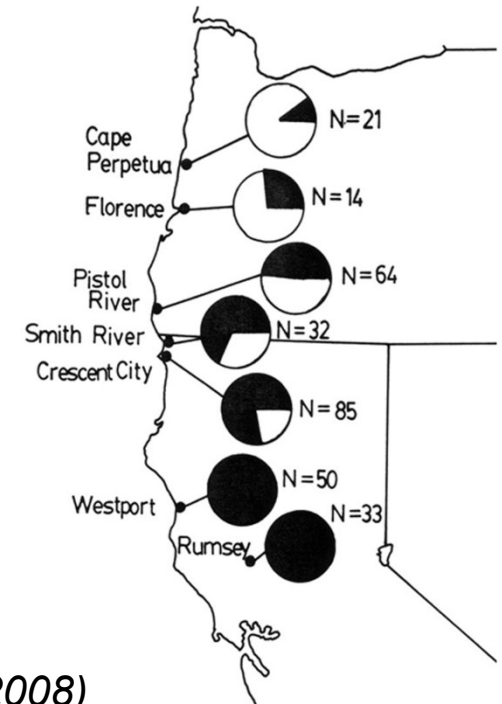 Cape
Perpetua
N=21
Florence
N=14
Pistol
River
N=64
Smith River
N=32
Crescent City
N=85
Westport
N=50
Rumsey
N=33
2008)